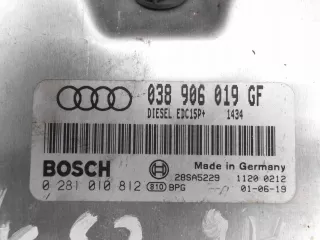 038 906 019 GF
DIESEL EDC15P+ 1434
BOSCH
28SA5229
Made in Germany
1120 0212
0 281 010 812 810 BPG 01-06-19